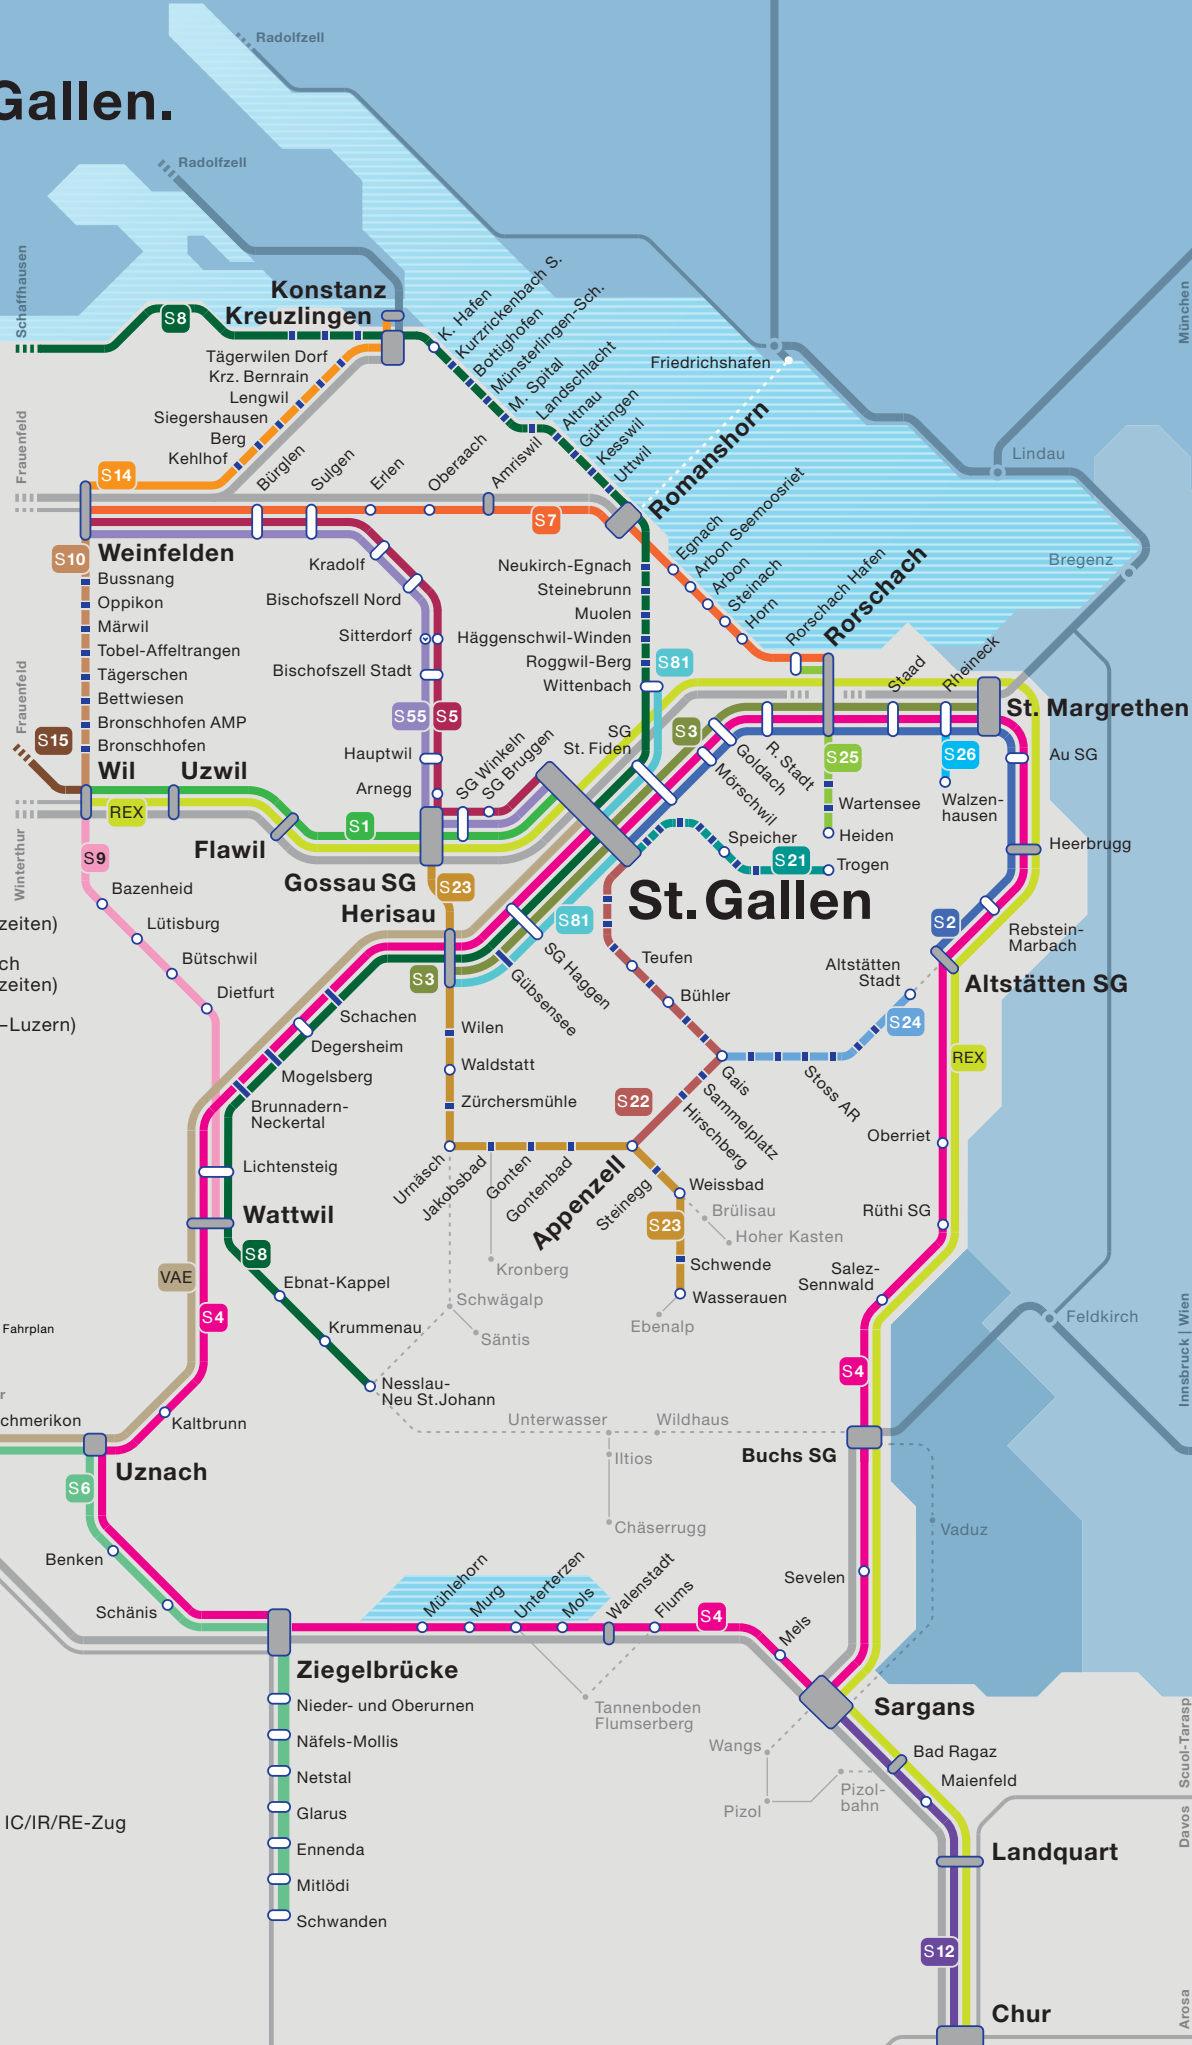 Gallen.
Radolfzell
Radolfzell
Schaffhausen
S8
Konstanz
Kreuzlingen
K. Hafen
Kurzrickenbach S.
Bottighofen
Münsterlingen-Sch.
M. Spital
Landschlacht
Altnau
Güttingen
Kesswil
Uttwil
Romanshorn
Friedrichshafen
München
Lindau
Bregenz
Tägerwilen Dorf
Krz. Bernrain
Lengwil
Siegershausen
Berg
Kehlhof
Frauenfeld
S14
Bürglen
Sulgen
Erlen
Oberaach
Amriswil
S7
Egnach
Arbon Seemoosriet
Arbon
Steinach
Horn
Rorschach Hafen
Rorschach
Staad
Rheineck
S10
Weinfelden
Bussnang
Oppikon
Märwil
Tobel-Affeltrangen
Tägerschen
Bettwiesen
Bronschhofen AMP
Bronschhofen
Kradolf
Bischofszell Nord
Sitterdorf
Bischofszell Stadt
S55
S5
Hauptwil
Arnegg
Neukirch-Egnach
Steinebrunn
Muolen
Häggenschwil-Winden
Roggwil-Berg
Wittenbach
S81
SG
St. Fiden
S3
Goldach
Mörschwil
R. Stadt
S25
S26
St. Margrethen
Au SG
Wartensee
Heiden
Walzen-
hausen
Heerbrugg
Frauenfeld
S15
Wil
Uzwil
REX
Flawil
S1
SG Winkeln
SG Bruggen
Winterthur
S9
Gossau SG
S23
Herisau
Speicher
S21
Trogen
St. Gallen
S81
SG Haggen
Gübsensee
S3
S2
Rebstein-
Marbach
Altstätten
Stadt
Altstätten SG
S24
zeiten)
ch
zeiten)
–Luzern)
Bazenheid
Lütisburg
Bütschwil
Dietfurt
Schachen
Degersheim
Mogelsberg
Brunnadern-
Neckertal
Lichtensteig
Wattwil
Wilen
Waldstatt
Zürchersmühle
Teufen
Bühler
Gais
Stoss AR
Sammelplatz
Hirschberg
S22
REX
Oberriet
Rüthi SG
Salez-
Sennwald
Urnäsch
Jakobsbad
Gonten
Gontenbad
Appenzell
Steinegg
Weissbad
Brülisau
Hoher Kasten
S23
Schwende
Wasserauen
Ebenalp
Kronberg
Schwägalp
Säntis
VAE
S8
S4
Ebnat-Kappel
Krummenau
Nesslau-
Neu St.Johann
Fahrplan
r
chmerikon
Kaltbrunn
Uznach
S6
Benken
Schänis
Unterwasser
Wildhaus
Iltios
Chäserrugg
S4
Buchs SG
Feldkirch
Innsbruck | Wien
Vaduz
Sevelen
Mühlehorn
Murg
Unterterzen
Mols
Walenstadt
Flums
S4
Mels
Sargans
Ziegelbrücke
Nieder- und Oberurnen
Näfels-Mollis
Netstal
Glarus
Ennenda
Mitlödi
Schwanden
Tannenboden
Flumserberg
Wangs
Pizol
Pizol-
bahn
Bad Ragaz
Maienfeld
Scuol-Tarasp
Davos
Landquart
S12
Chur
Arosa
IC/IR/RE-Zug